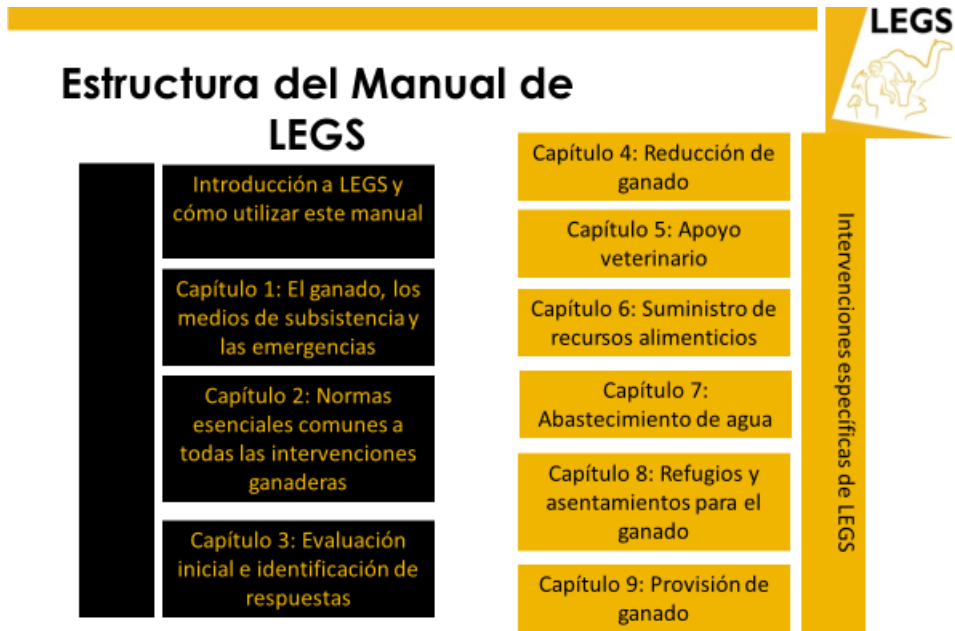 LEGS
Estructura del Manual de
LEGS
Introducción a LEGS y
cómo utilizar este manual
Capítulo 1: El ganado, los
medios de subsistencia y
las emergencias
Capítulo 2: Normas
esenciales comunes a
todas las intervenciones
ganaderas
Capítulo 3: Evaluación
inicial e identificación de
respuestas
Capítulo 4: Reducción de
ganado
Capítulo 5: Apoyo
veterinario
Capítulo 6: Suministro de
recursos alimenticios
Capítulo 7:
Abastecimiento de agua
Capítulo 8: Refugios y
asentamientos para el
ganado
Capítulo 9: Provisión de
ganado
Intervenciones específicas de LEGS